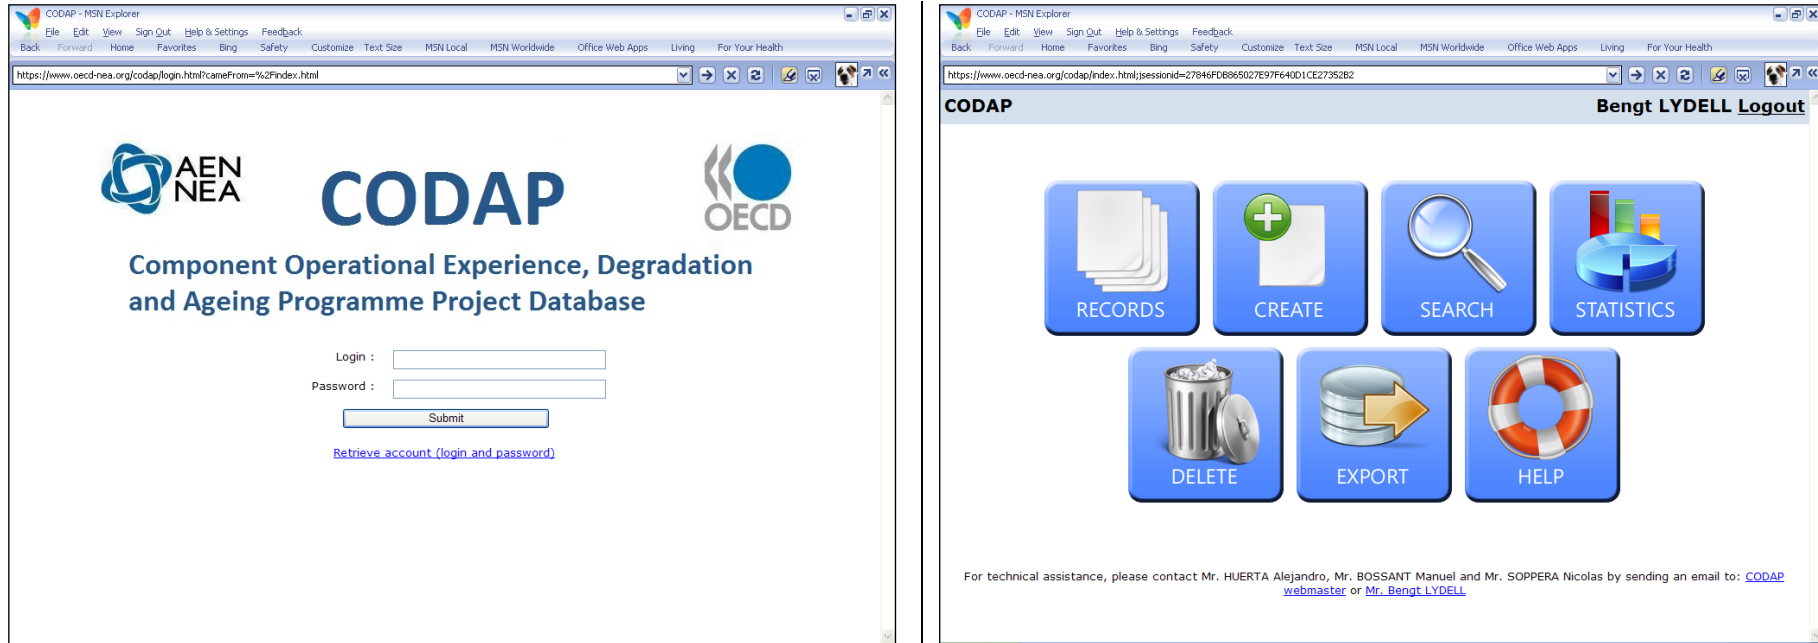 CODAP - MSN Explorer
File Edit View Sign Out Help & Settings Feedback
Back Forward Home Favorites Bing Safety Customize Text Size MSN Local MSN Worldwide Office Web Apps Living For Your Health
https://www.oecd-nea.org/codap/login.html?cameFrom=%2Findex.html
AEN
NEA
CODAP
OECD
Component Operational Experience, Degradation
and Ageing Programme Project Database
Login :
Password :
Submit
Retrieve account (login and password)
CODAP - MSN Explorer
File Edit View Sign Out Help & Settings Feedback
Back Forward Home Favorites Bing Safety Customize Text Size MSN Local MSN Worldwide Office Web Apps Living For Your Health
https://www.oecd-nea.org/codap/index.html;jsessionid=27846FDB865027E97F640D1CE27352B2
CODAP Bengt LYDELL Logout
RECORDS CREATE SEARCH STATISTICS
DELETE EXPORT HELP
For technical assistance, please contact Mr. HUERTA Alejandro, Mr. BOSSANT Manuel and Mr. SOPPERA Nicolas by sending an email to: CODAP
webmaster or Mr. Bengt LYDELL